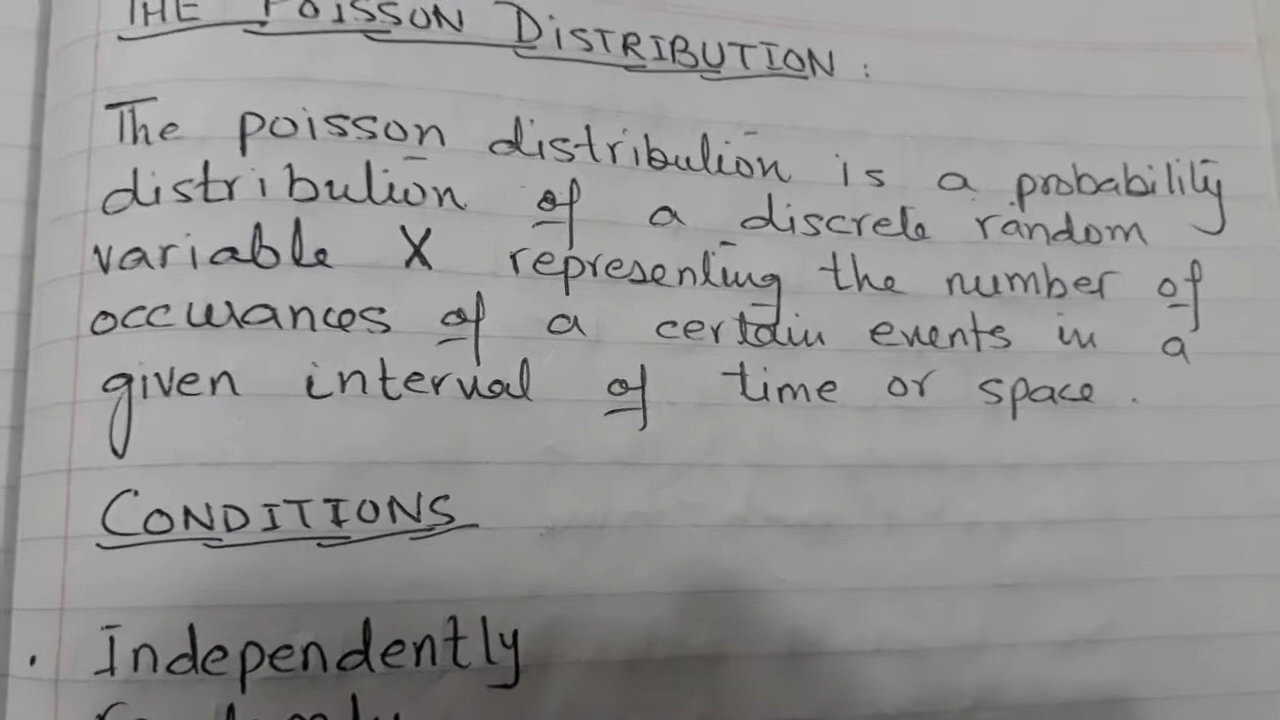 THE POISSON DISTRIBUTION :
The poisson distribution is a probability
distribution of a discrete random
variable X representing the number of
occurances of a certain events in a
given interval of time or space .
CONDITIONS
. Independently